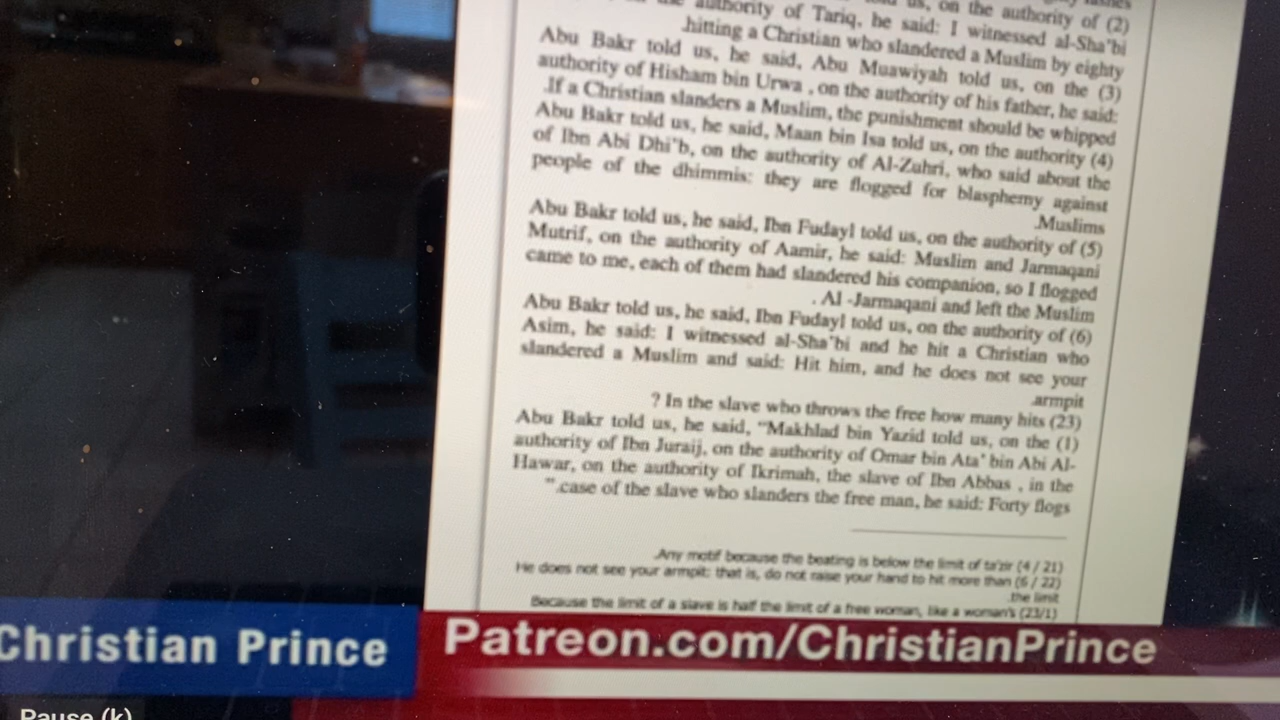 us, on the authority of (2)
authority of Tariq, he said: I witnessed al-Sha'bi
.hitting a Christian who slandered a Muslim by eighty
Abu Bakr told us, he said, Abu Muawiyah told us, on the (3)
authority of Hisham bin Urwa , on the authority of his father, he said:
.If a Christian slanders a Muslim, the punishment should be whipped
Abu Bakr told us, he said, Maan bin Isa told us, on the authority (4)
of Ibn Abi Dhi'b, on the authority of Al-Zuhri, who said about the
people of the dhimmis: they are flogged for blasphemy against
.Muslims
Abu Bakr told us, he said, Ibn Fudayl told us, on the authority of (5)
Mutrif, on the authority of Aamir, he said: Muslim and Jarmaqani
came to me, each of them had slandered his companion, so I flogged
. Al -Jarmaqani and left the Muslim
Abu Bakr told us, he said, Ibn Fudayl told us, on the authority of (6)
Asim, he said: I witnessed al-Sha'bi and he hit a Christian who
slandered a Muslim and said: Hit him, and he does not see your
.armpit
? In the slave who throws the free how many hits (23)
Abu Bakr told us, he said, "Makhlad bin Yazid told us, on the (1)
authority of Ibn Juraij, on the authority of Omar bin Ata' bin Abi Al-
Hawar, on the authority of Ikrimah, the slave of Ibn Abbas , in the
".case of the slave who slanders the free man, he said: Forty flogs
.Any motif because the beating is below the limit of ta'zir (4 / 21)
He does not see your armpit: that is, do not raise your hand to hit more than (6 / 22)
.the limit
Because the limit of a slave is half the limit of a free woman, like a woman's (23/1)
Christian Prince
Patreon.com/ChristianPrince
Pause (k)